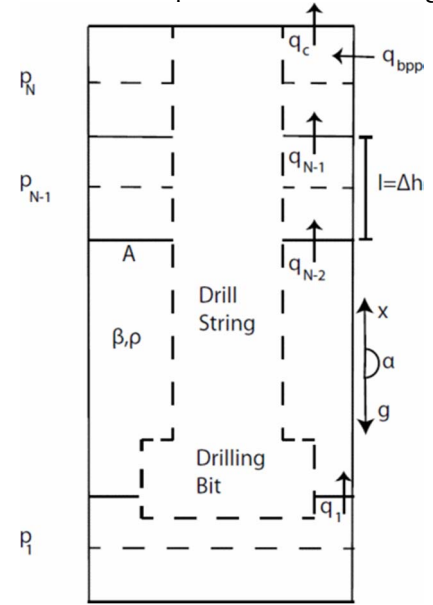 q_c
q_bpp
p_N
q_N-1
p_N-1
l=Δh
A
q_N-2
Drill
String
x
β,ρ
α
g
Drilling
Bit
q_1
p_1